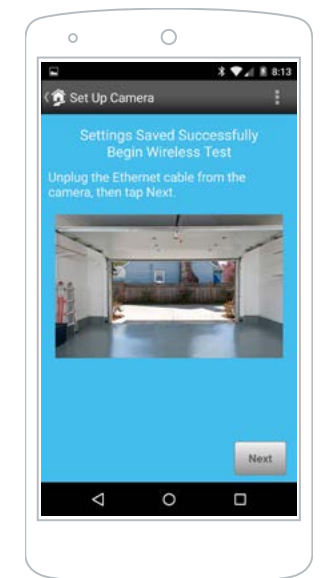 8:13
Set Up Camera
Settings Saved Successfully
Begin Wireless Test
Unplug the Ethernet cable from the
camera, then tap Next.
Next